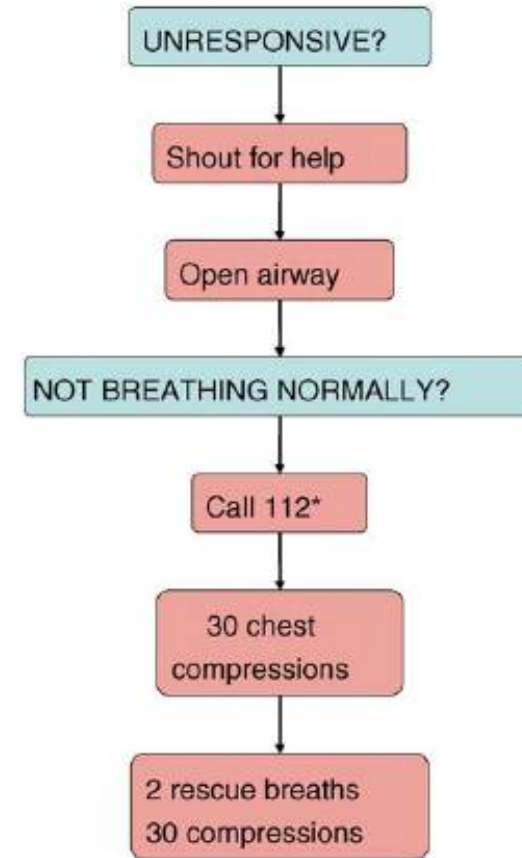 UNRESPONSIVE?
Shout for help
Open airway
NOT BREATHING NORMALLY?
Call 112*
30 chest
compressions
2 rescue breaths
30 compressions